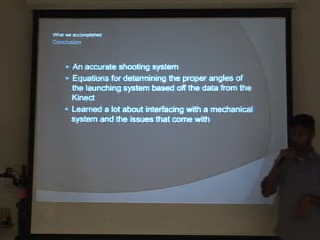 What we accomplished
Conclusion
An accurate shooting system
Equations for determining the proper angles of
the launching system based off the data from the
Kinect
Learned a lot about interfacing with a mechanical
system and the issues that come with